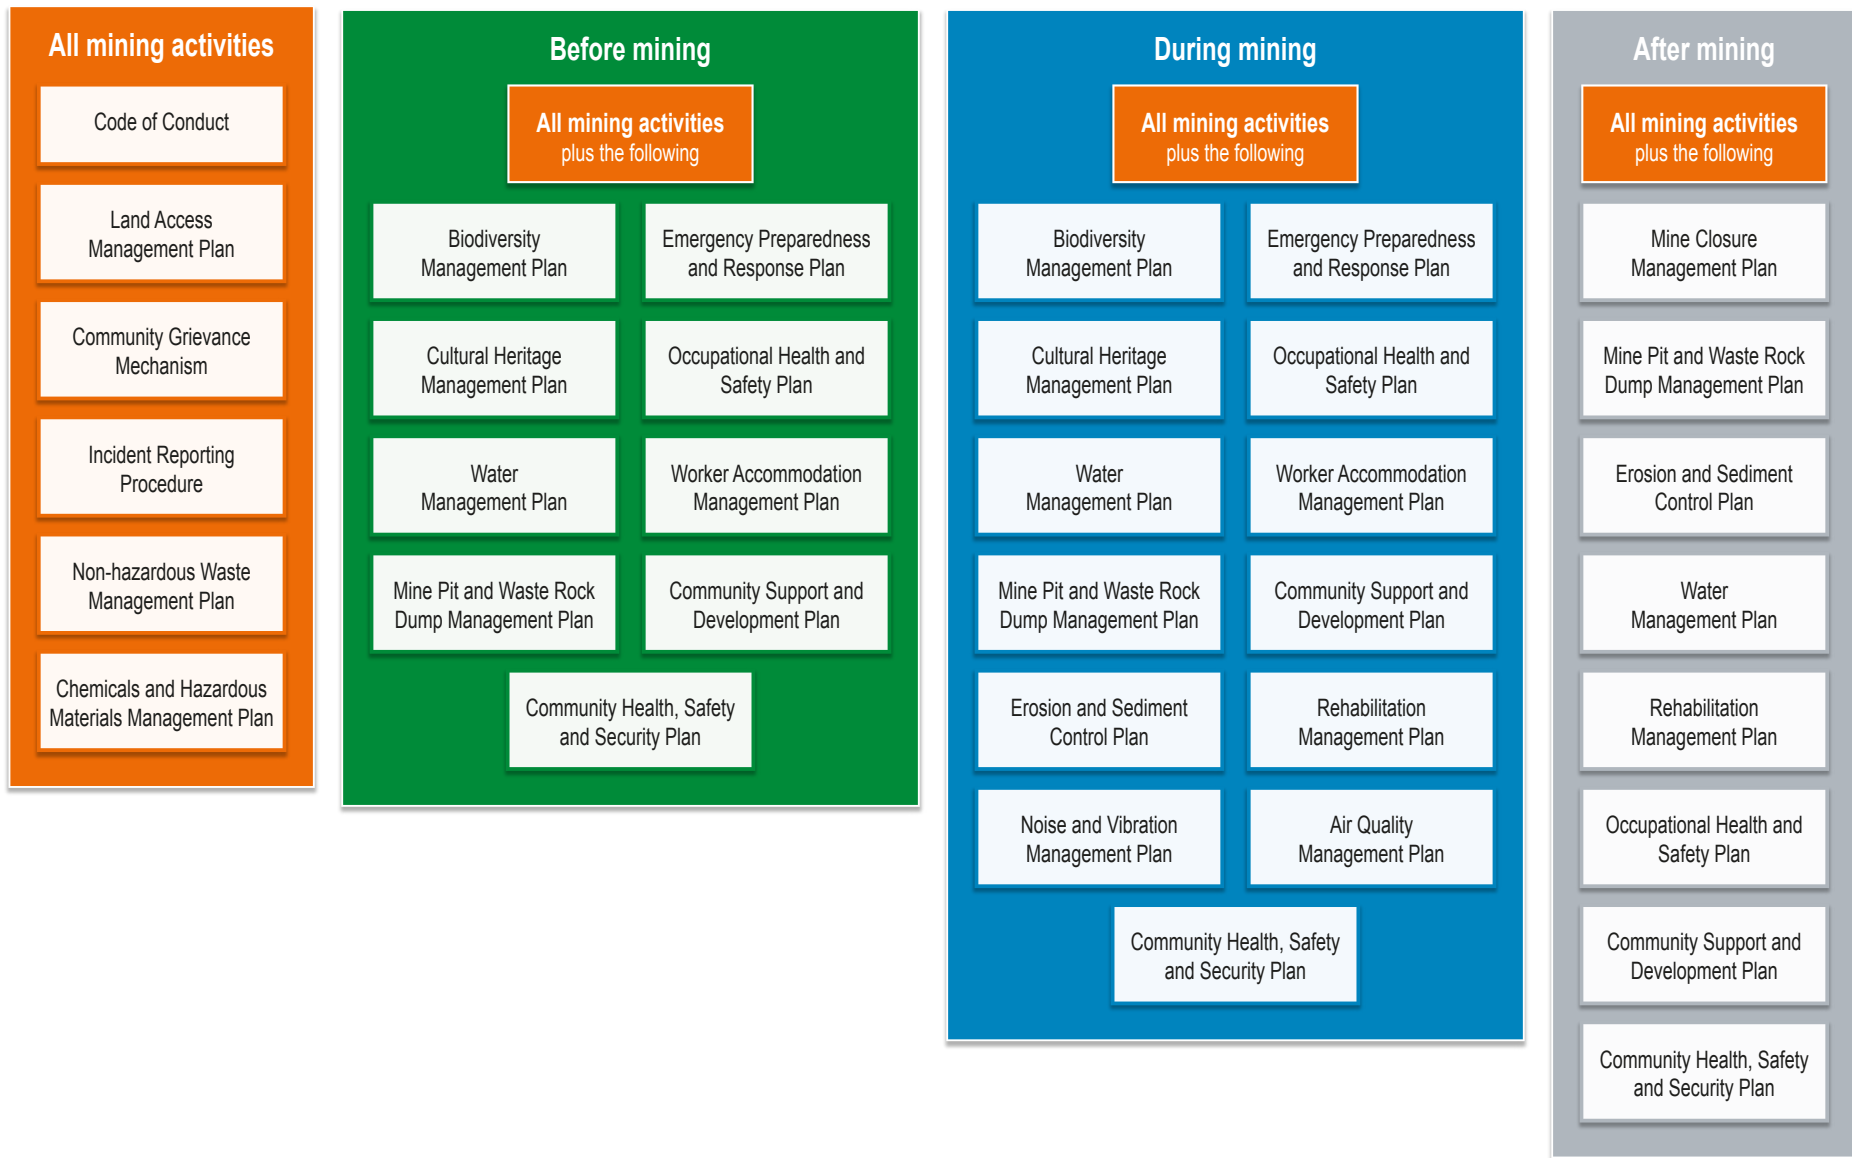 All mining activities
Code of Conduct
Land Access
Management Plan
Community Grievance
Mechanism
Incident Reporting
Procedure
Non-hazardous Waste
Management Plan
Chemicals and Hazardous
Materials Management Plan
Before mining
All mining activities
plus the following
Biodiversity
Management Plan
Emergency Preparedness
and Response Plan
Cultural Heritage
Management Plan
Occupational Health and
Safety Plan
Water
Management Plan
Worker Accommodation
Management Plan
Mine Pit and Waste Rock
Dump Management Plan
Community Support and
Development Plan
Community Health, Safety
and Security Plan
During mining
All mining activities
plus the following
Biodiversity
Management Plan
Emergency Preparedness
and Response Plan
Cultural Heritage
Management Plan
Occupational Health and
Safety Plan
Water
Management Plan
Worker Accommodation
Management Plan
Mine Pit and Waste Rock
Dump Management Plan
Community Support and
Development Plan
Erosion and Sediment
Control Plan
Rehabilitation
Management Plan
Noise and Vibration
Management Plan
Air Quality
Management Plan
Community Health, Safety
and Security Plan
After mining
All mining activities
plus the following
Mine Closure
Management Plan
Mine Pit and Waste Rock
Dump Management Plan
Erosion and Sediment
Control Plan
Water
Management Plan
Rehabilitation
Management Plan
Occupational Health and
Safety Plan
Community Support and
Development Plan
Community Health, Safety
and Security Plan